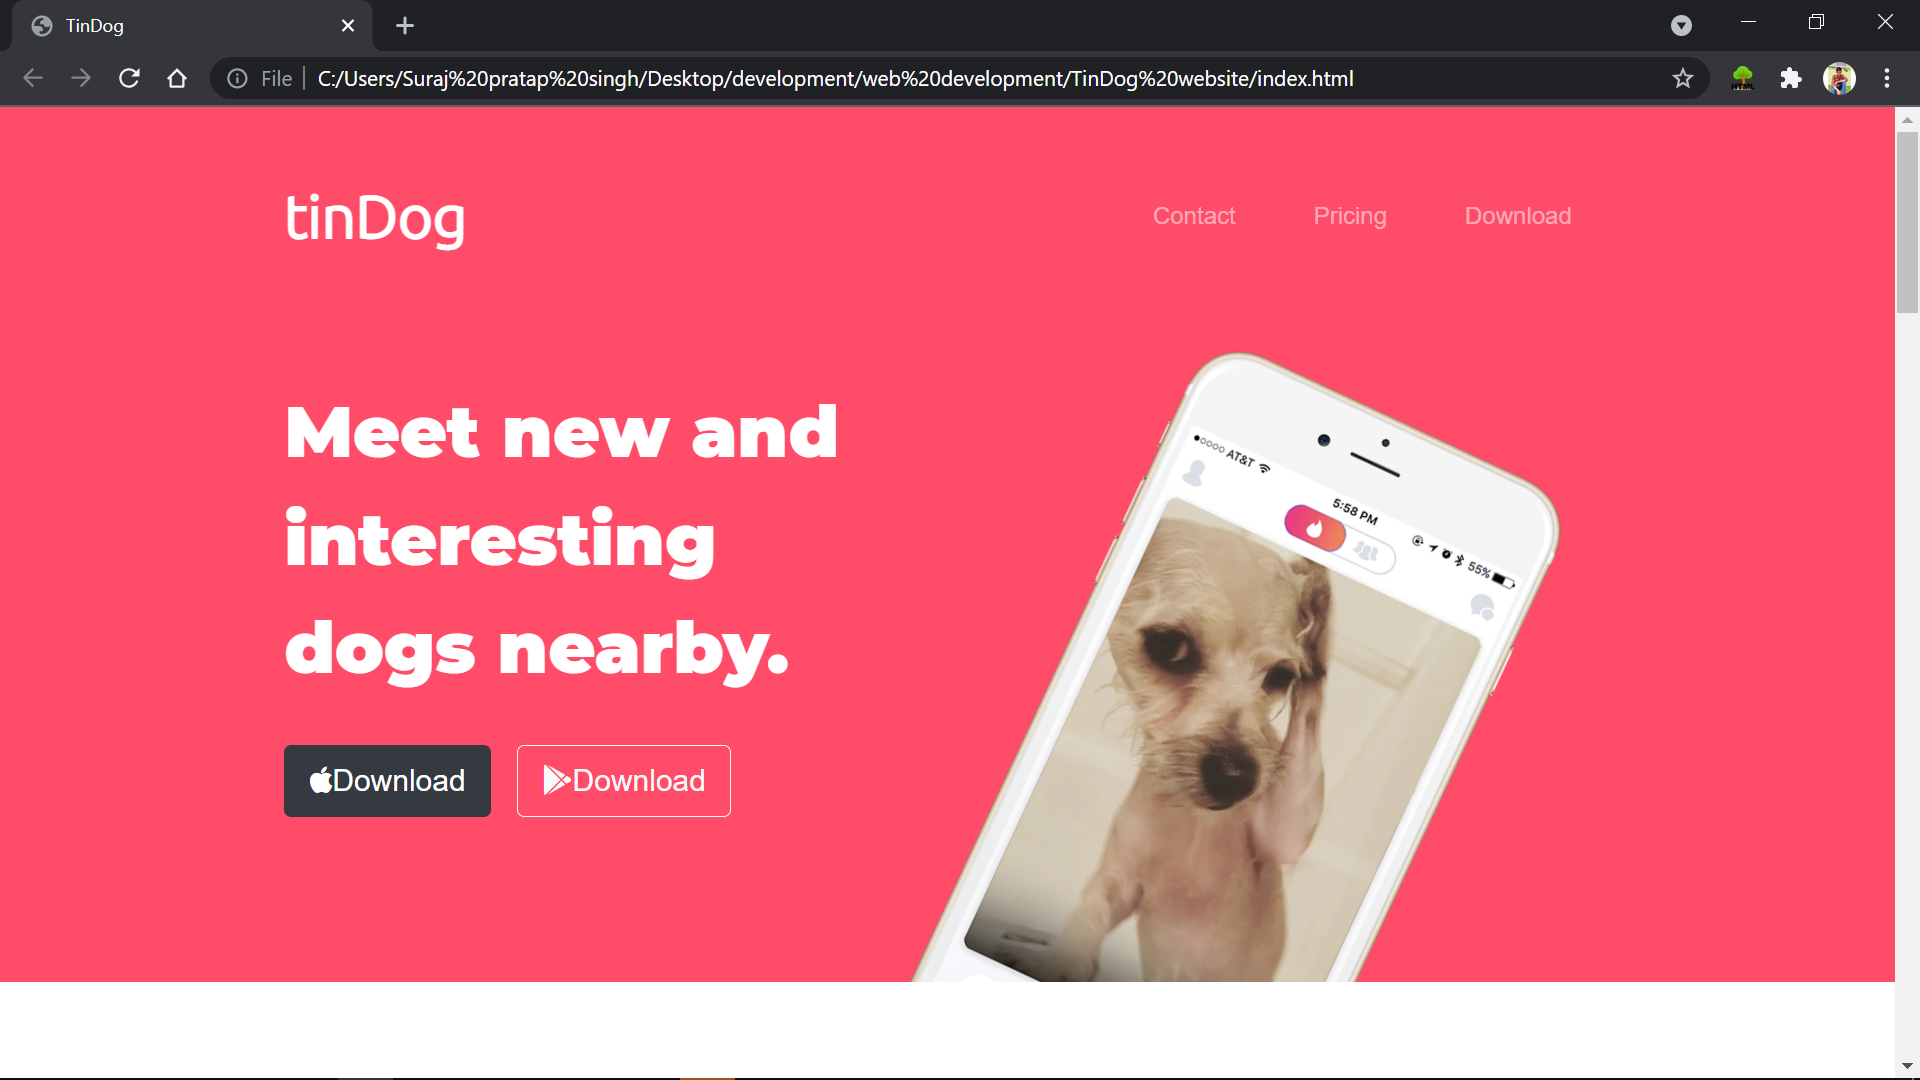 TinDog
File
C:/Users/Suraj%20pratap%20singh/Desktop/development/web%20development/TinDog%20website/index.html
tinDog
Contact
Pricing
Download
Meet new and
interesting
dogs nearby.
Download
Download
AT&T
5:58 PM
55%